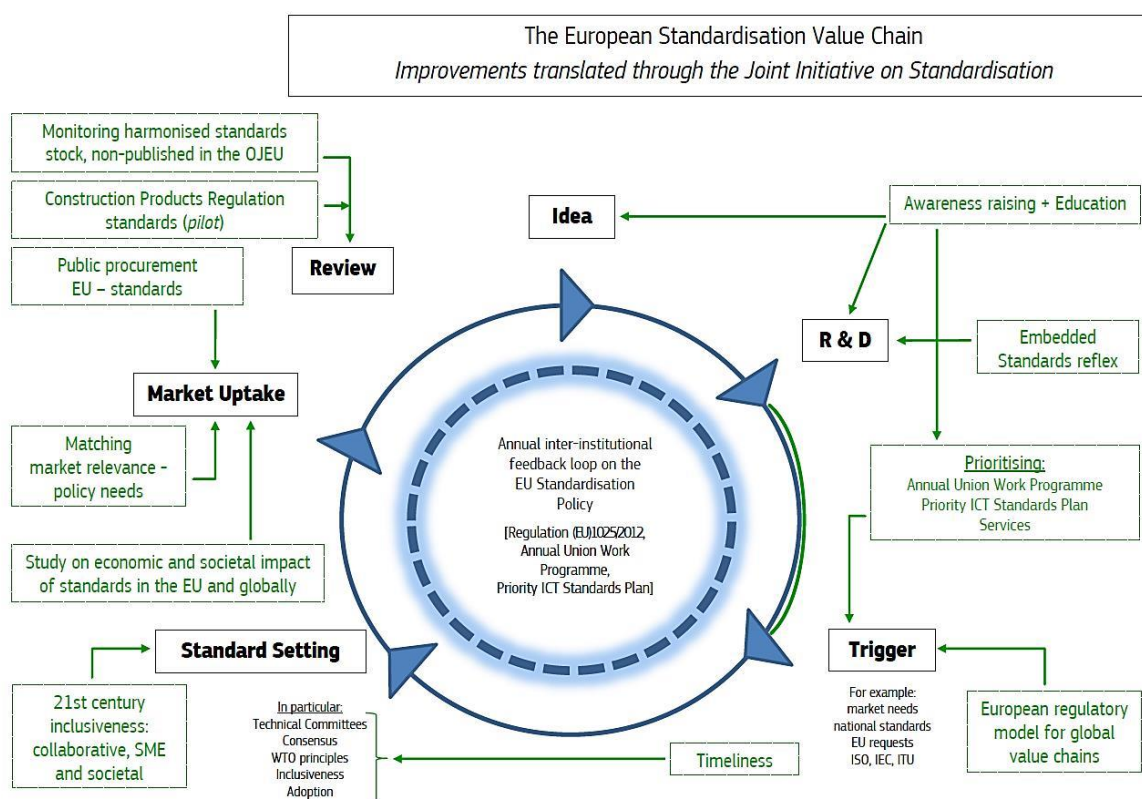 The European Standardisation Value Chain
Improvements translated through the Joint Initiative on Standardisation
Monitoring harmonised standards
stock, non-published in the OJEU
Construction Products Regulation
standards (pilot)
Public procurement
EU – standards
Review
Idea
Awareness raising + Education
R & D
Embedded
Standards reflex
Market Uptake
Matching
market relevance -
policy needs
Annual inter-institutional
feedback loop on the
EU Standardisation
Policy
[Regulation (EU)1025/2012,
Annual Union Work
Programme,
Priority ICT Standards Plan]
Prioritising:
Annual Union Work Programme
Priority ICT Standards Plan
Services
Study on economic and societal impact
of standards in the EU and globally
Standard Setting
21st century
inclusiveness:
collaborative, SME
and societal
In particular:
Technical Committees
Consensus
WTO principles
Inclusiveness
Adoption
Timeliness
Trigger
For example:
market needs
national standards
EU requests
ISO, IEC, ITU
European regulatory
model for global
value chains